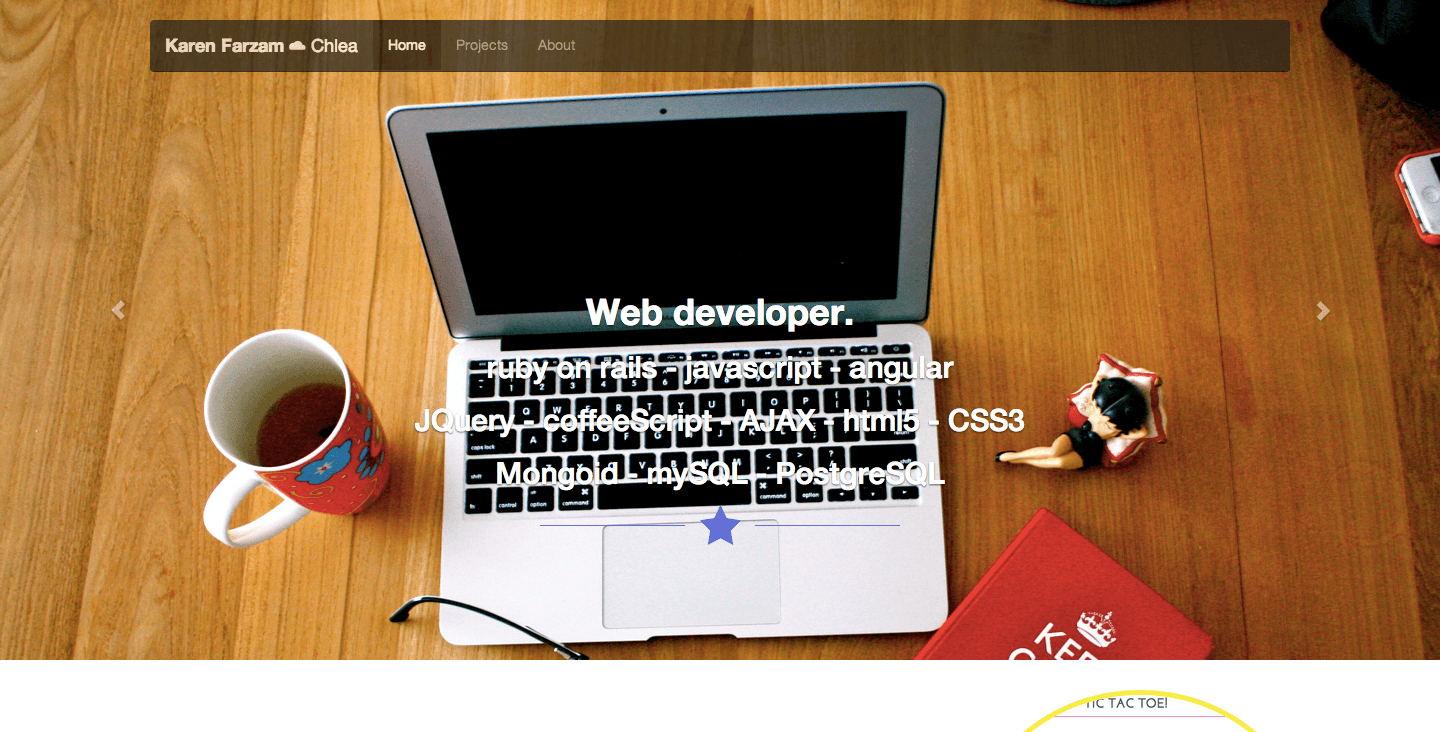 Karen Farzam Chlea Home Projects About
Web developer.
ruby on rails - javascript - angular
JQuery - coffeeScript - AJAX - html5 - CSS3
Mongoid - mySQL - PostgreSQL
KEEP
TIC TAC TOE!